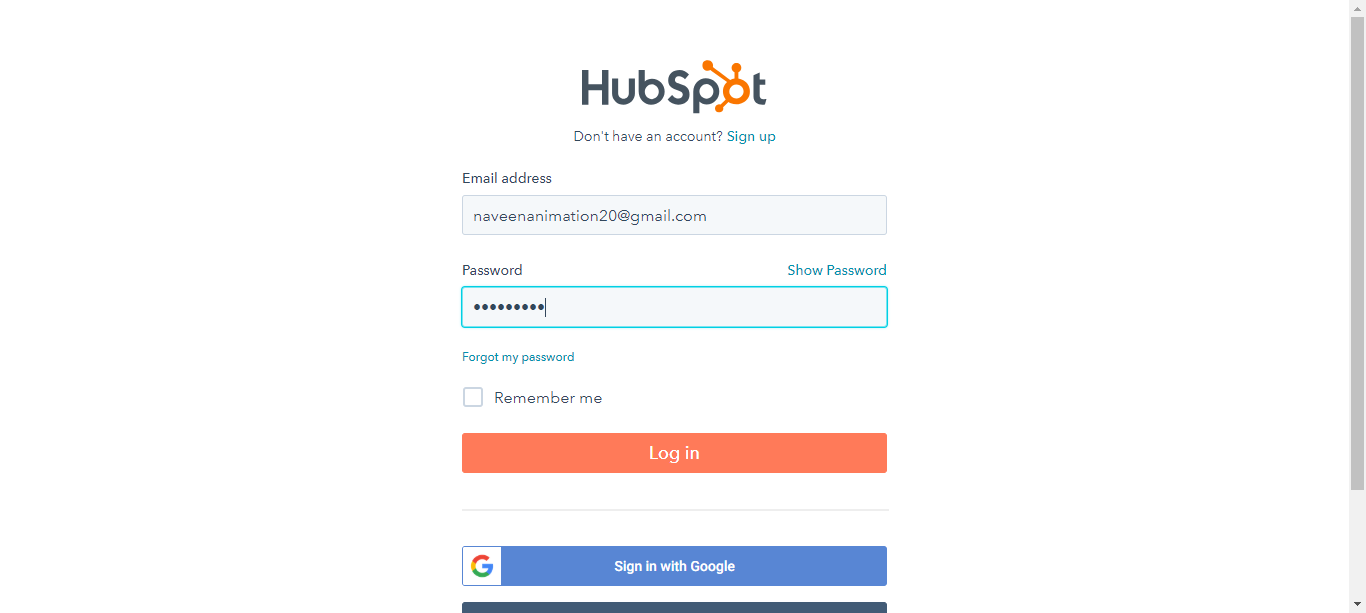 HubSpot
Don't have an account? Sign up
Email address
naveenanimation20@gmail.com
Password Show Password
•••••••••
Forgot my password
Remember me
Log in
Sign in with Google